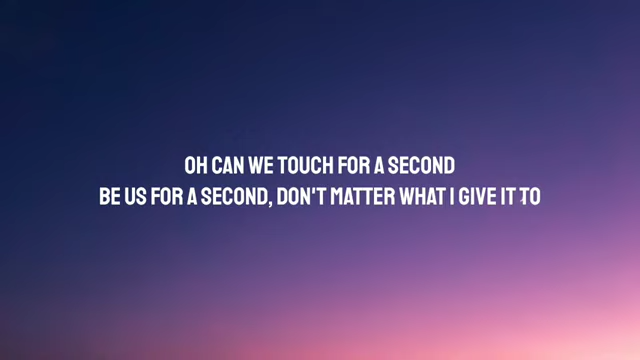 OH CAN WE TOUCH FOR A SECOND
BE US FOR A SECOND, DON'T MATTER WHAT I GIVE IT TO